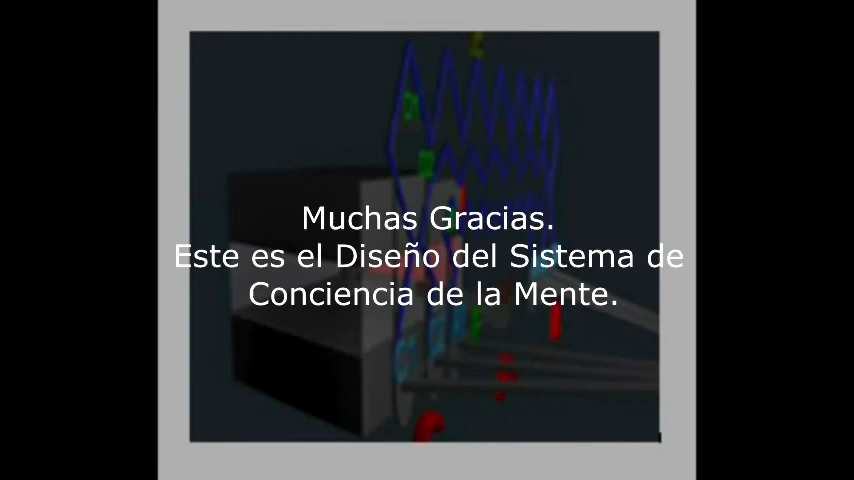 Muchas Gracias.
Este es el Diseño del Sistema de
Conciencia de la Mente.